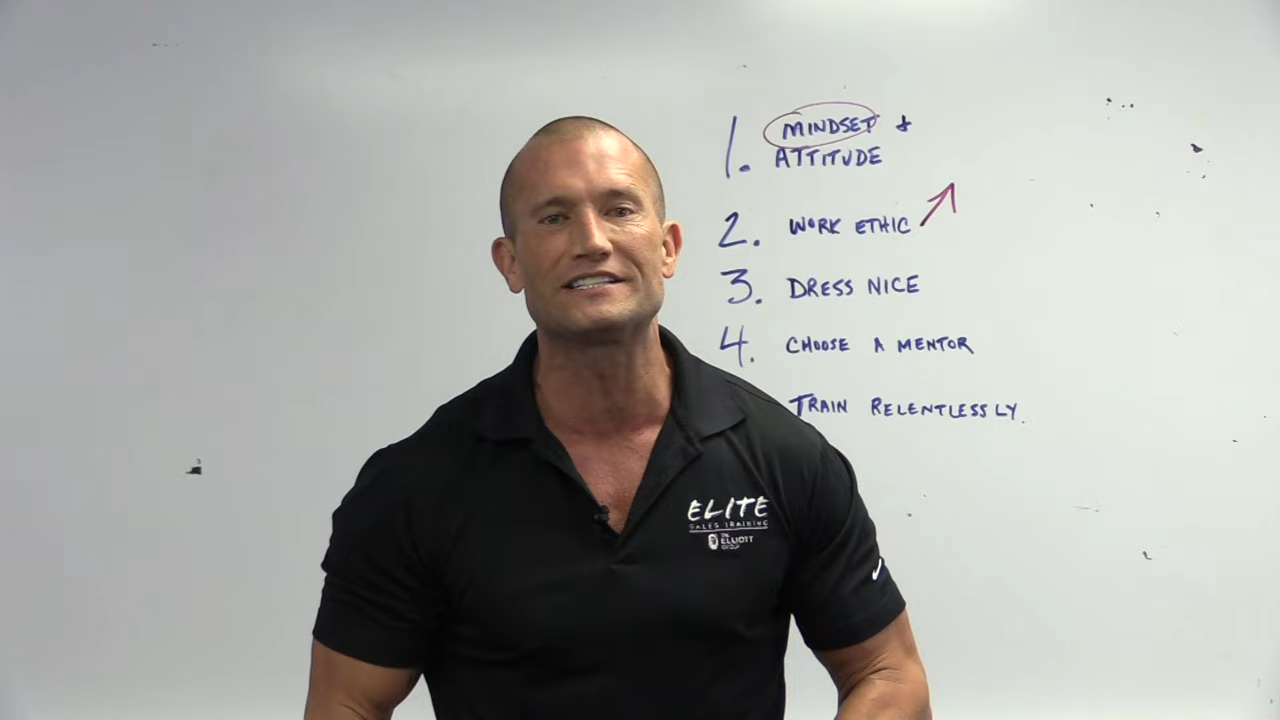 1. MINDSET &
ATTITUDE
2. WORK ETHIC
3. DRESS NICE
4. CHOOSE A MENTOR
TRAIN RELENTLESSLY.
ELITE
SALES TRAINING
THE
ELLIOTT
GROUP